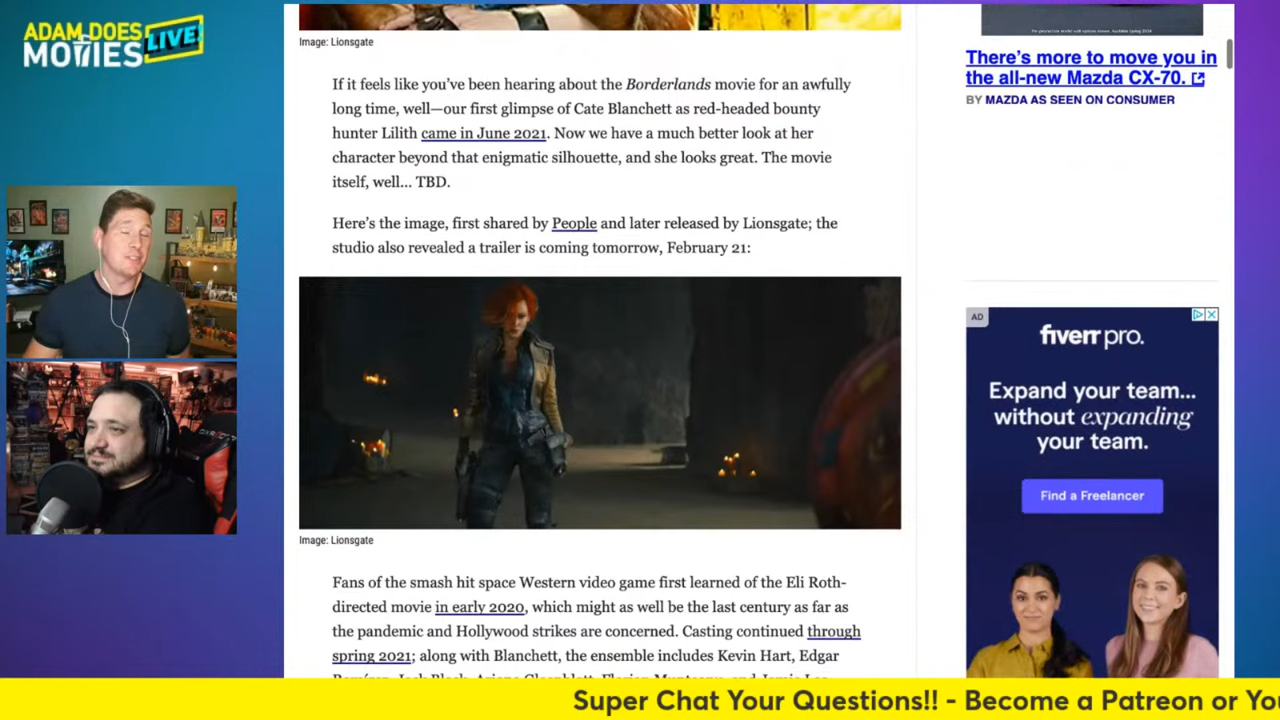 ADAM DOES
MOVIES LIVE!
Image: Lionsgate
If it feels like you've been hearing about the Borderlands movie for an awfully
long time, well—our first glimpse of Cate Blanchett as red-headed bounty
hunter Lilith came in June 2021. Now we have a much better look at her
character beyond that enigmatic silhouette, and she looks great. The movie
itself, well... TBD.
Here's the image, first shared by People and later released by Lionsgate; the
studio also revealed a trailer is coming tomorrow, February 21:
Image: Lionsgate
Fans of the smash hit space Western video game first learned of the Eli Roth-
directed movie in early 2020, which might as well be the last century as far as
the pandemic and Hollywood strikes are concerned. Casting continued through
spring 2021; along with Blanchett, the ensemble includes Kevin Hart, Edgar
There's more to move you in
the all-new Mazda CX-70.
BY MAZDA AS SEEN ON CONSUMER
AD
fiverr pro.
Expand your team...
without expanding
your team.
Find a Freelancer
Super Chat Your Questions!! - Become a Patreon or Yo